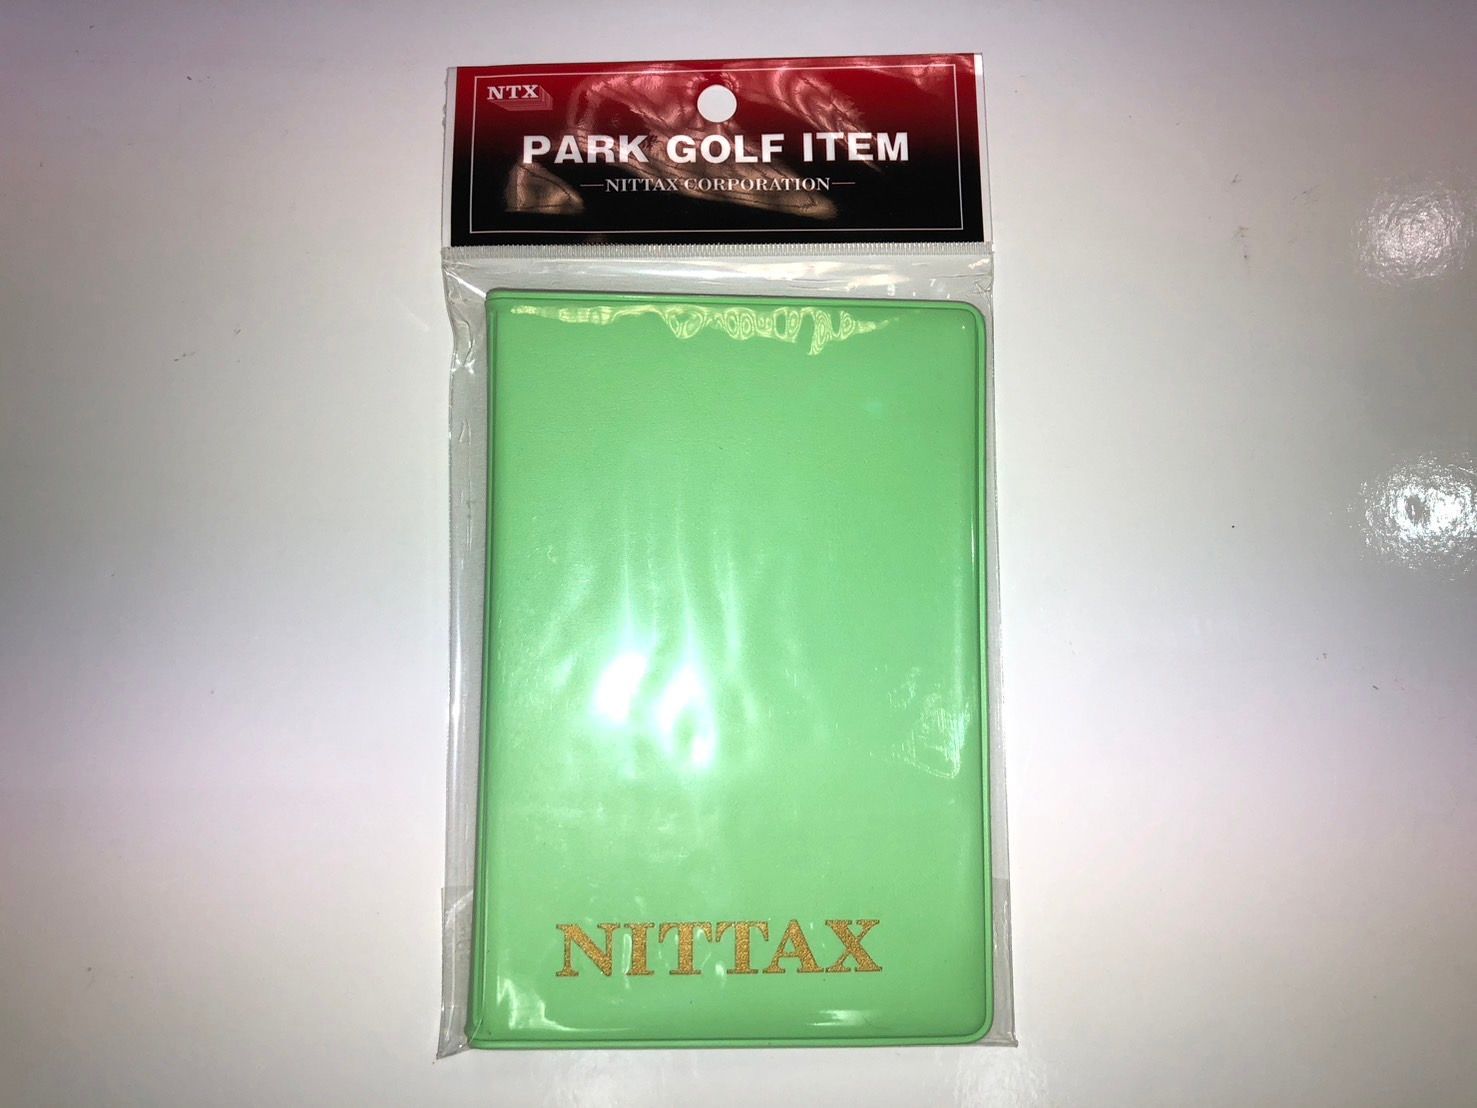 NTX
PARK GOLF ITEM
NITTAX CORPORATION
NITTAX